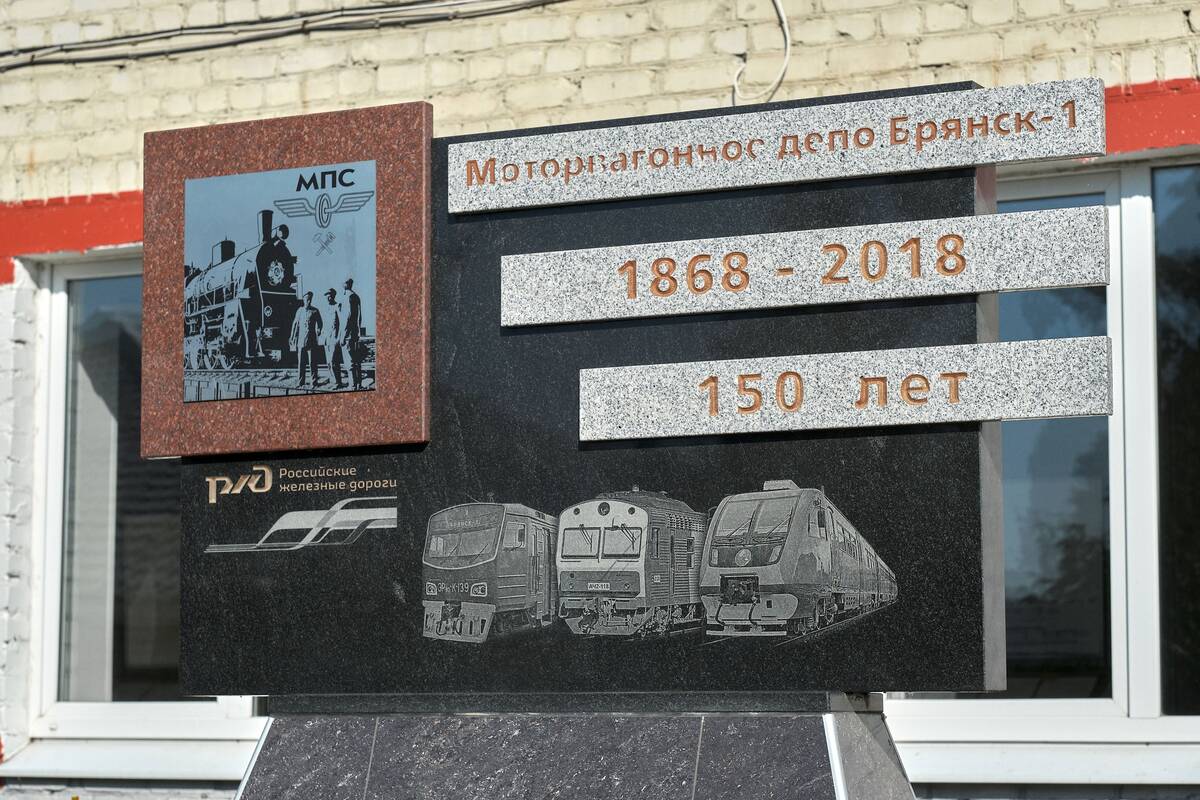 МПС
Моторвагонное депо Брянск-1
1868 - 2018
150 лет
РЖД
Российские
железные дороги